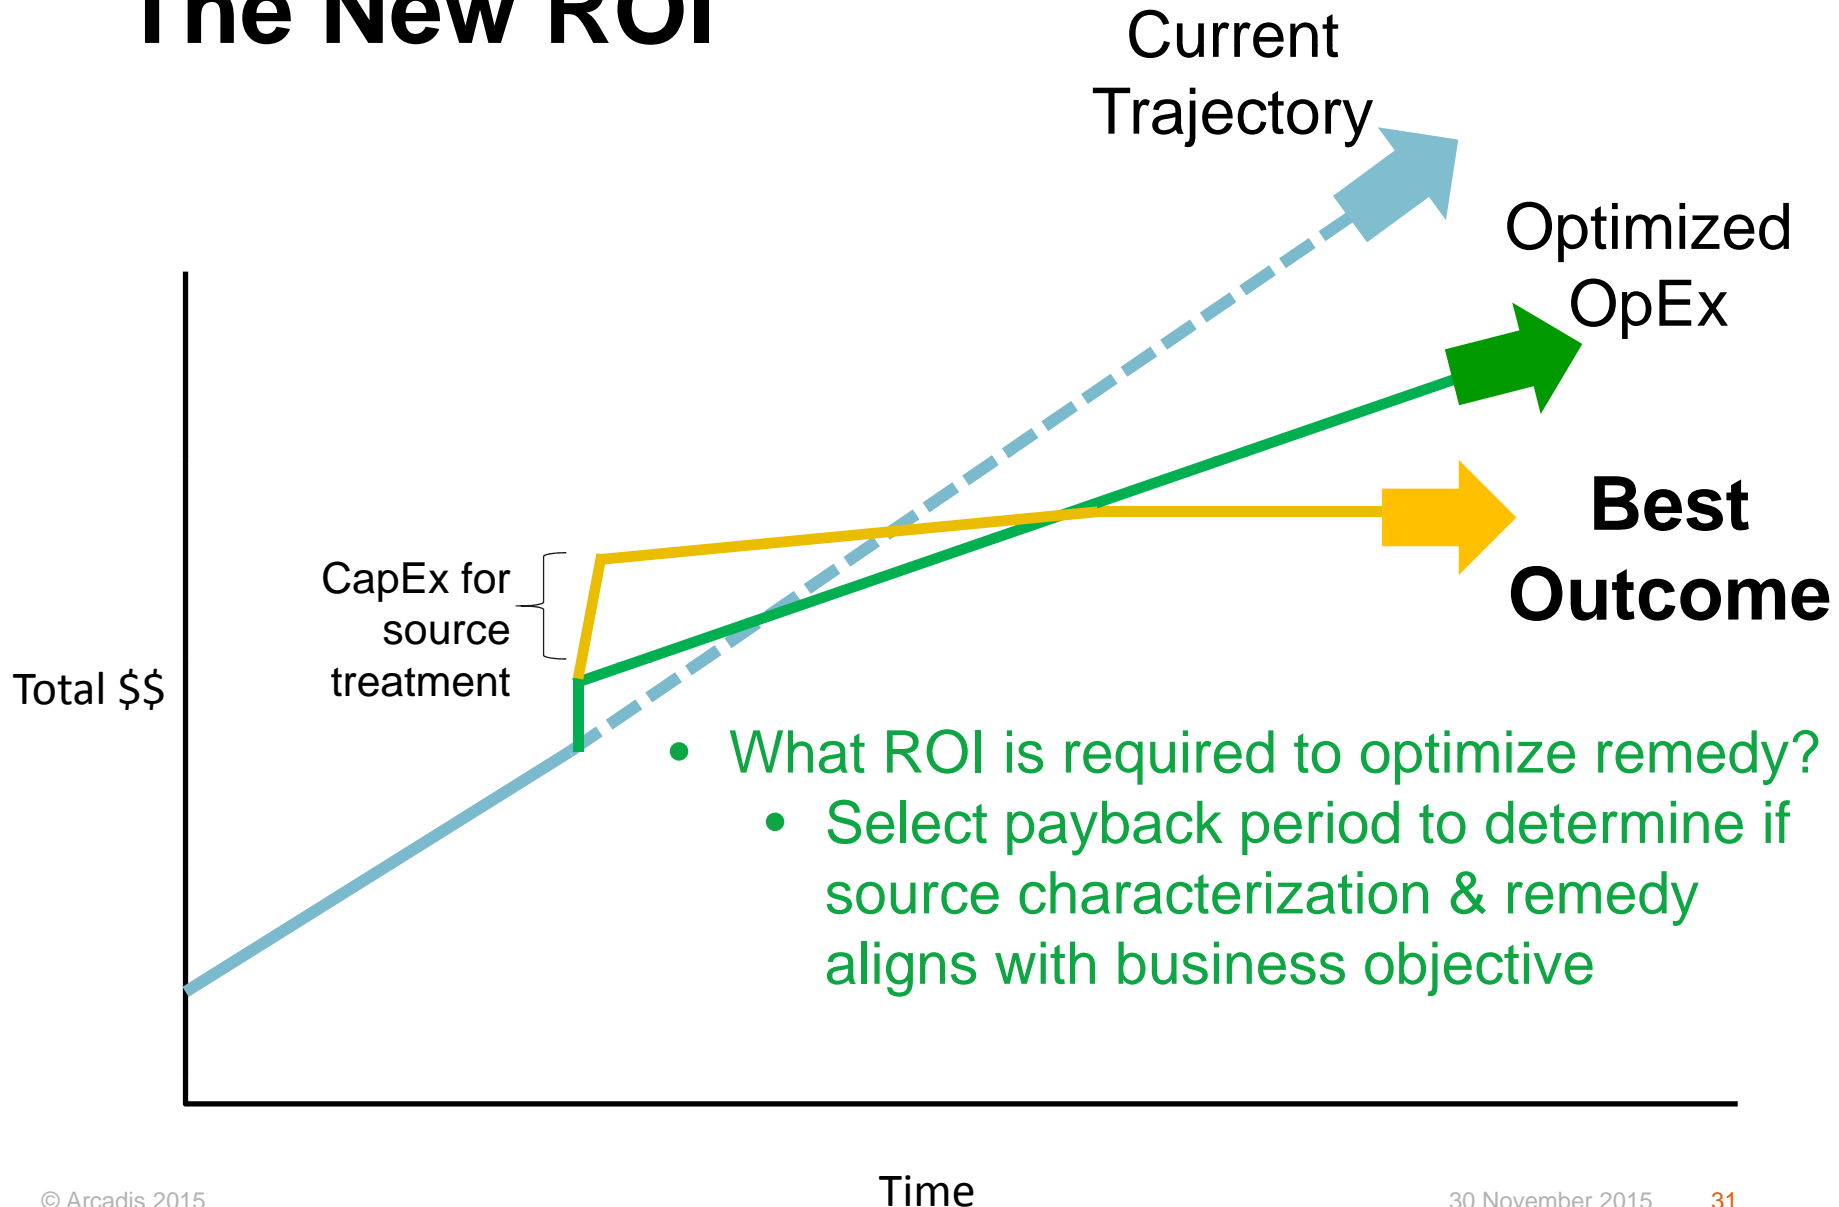 The New ROI
Current
Trajectory
Optimized
OpEx
Best
Outcome
CapEx for
source
treatment
Total $$
• What ROI is required to optimize remedy?
• Select payback period to determine if
source characterization & remedy
aligns with business objective
Time
© Arcadis 2015
30 November 2015
31